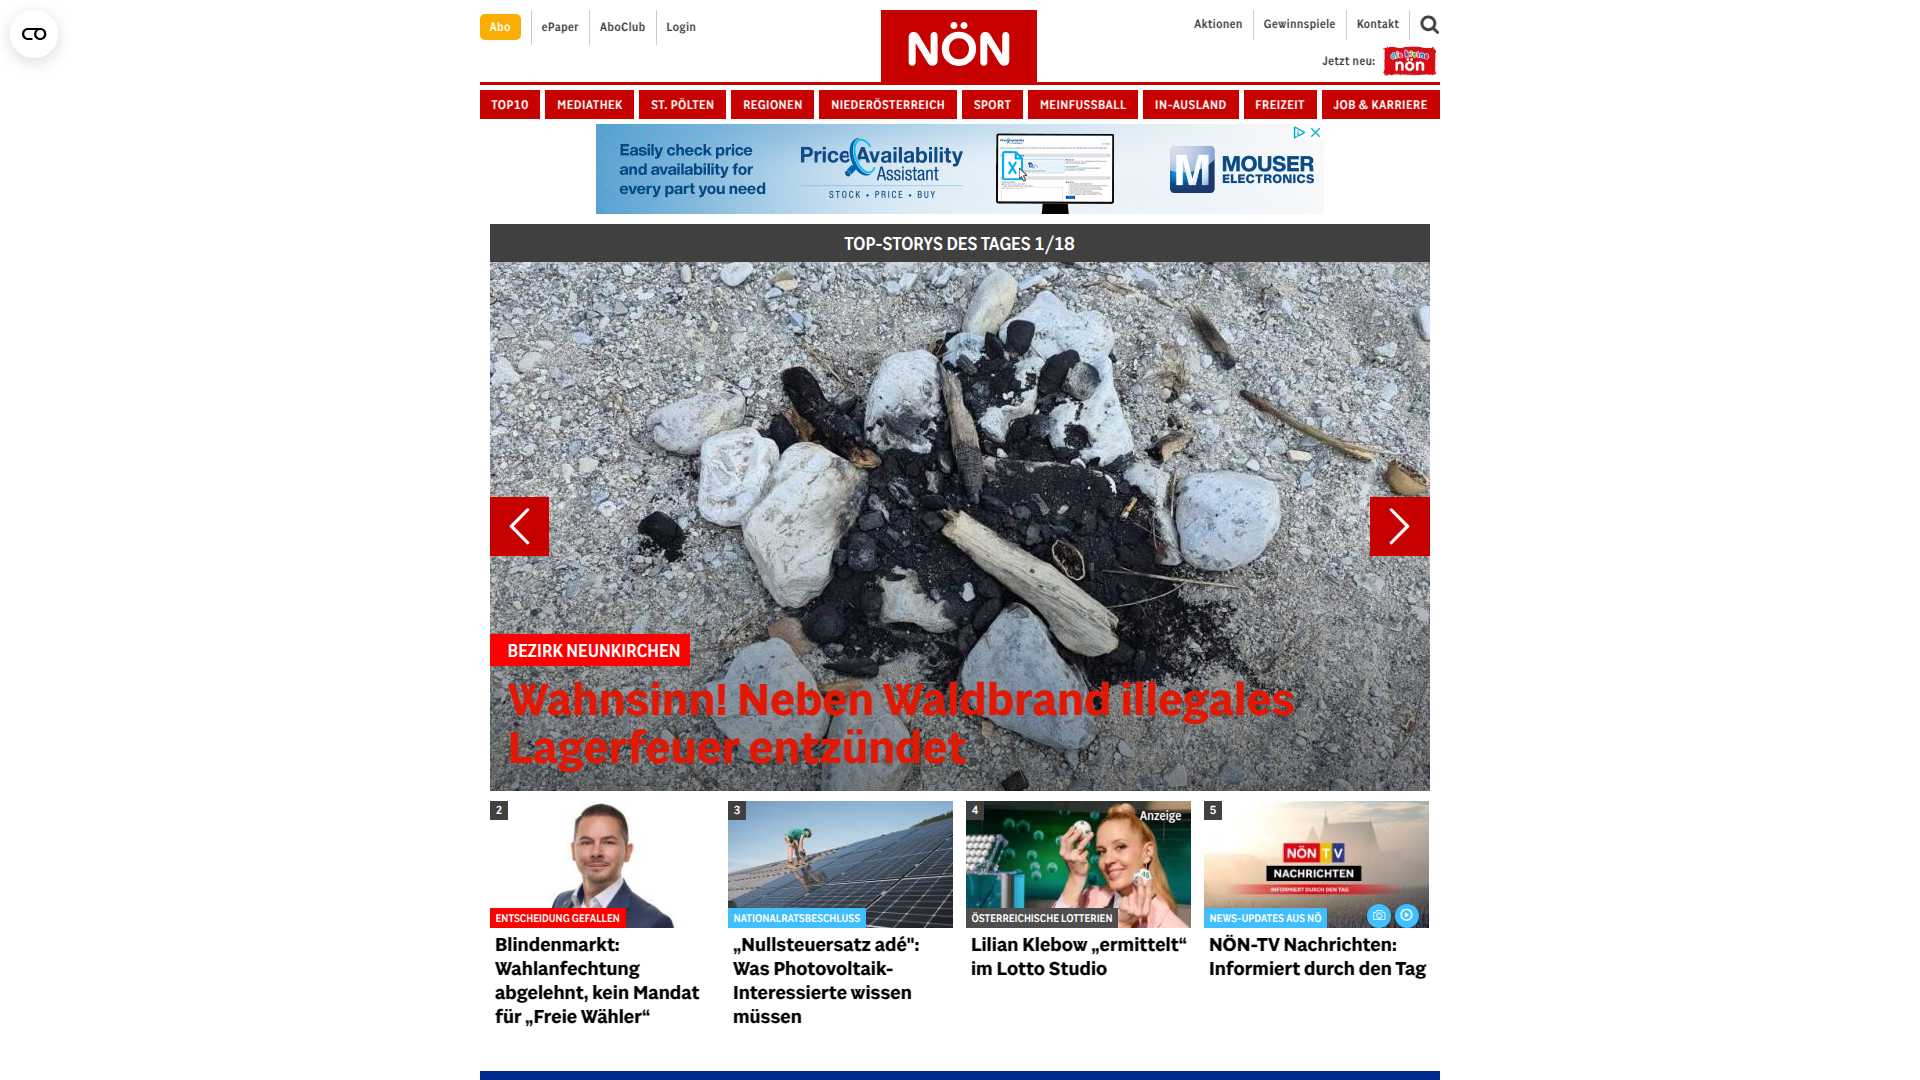 Abo
ePaper
AboClub
Login
NÖN
Aktionen
Gewinnspiele
Kontakt
Jetzt neu:
die kleine
nön
TOP10
MEDIATHEK
ST. PÖLTEN
REGIONEN
NIEDERÖSTERREICH
SPORT
MEINFUSSBALL
IN-AUSLAND
FREIZEIT
JOB & KARRIERE
Easily check price
and availability for
every part you need
Price Availability
Assistant
STOCK • PRICE • BUY
M MOUSER
ELECTRONICS
TOP-STORYS DES TAGES 1/18
BEZIRK NEUNKIRCHEN
Wahnsinn! Neben Waldbrand illegales
Lagerfeuer entzündet
2
ENTSCHEIDUNG GEFALLEN
Blindenmarkt:
Wahlanfechtung
abgelehnt, kein Mandat
für „Freie Wähler“
3
NATIONALRATSBESCHLUSS
„Nullsteuersatz adé":
Was Photovoltaik-
Interessierte wissen
müssen
4
Anzeige
ÖSTERREICHISCHE LOTTERIEN
Lilian Klebow „ermittelt“
im Lotto Studio
5
NÖN TV
NACHRICHTEN
INFORMIERT DURCH DEN TAG
NEWS-UPDATES AUS NÖ
NÖN-TV Nachrichten:
Informiert durch den Tag